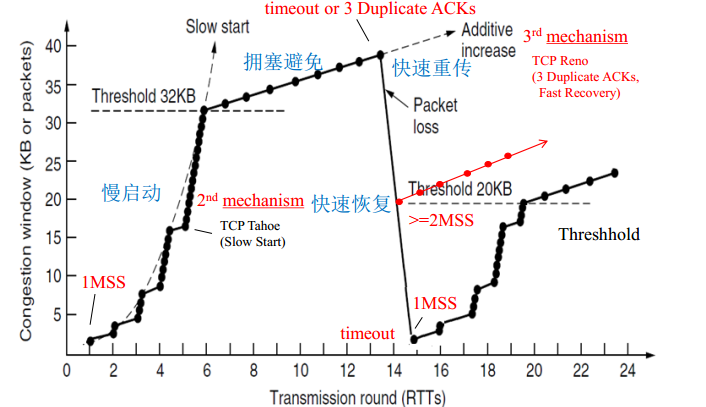 timeout or 3 Duplicate ACKs
Slow start
Additive increase
3rd mechanism
拥塞避免
快速重传
TCP Reno
(3 Duplicate ACKs,
Fast Recovery)
Threshold 32KB
Packet
loss
慢启动
2nd mechanism
快速恢复
Threshold 20KB
>=2MSS
TCP Tahoe
(Slow Start)
Threshhold
1MSS
1MSS
timeout
Congestion window (KB or packets)
40
35
30
25
20
15
10
5
0 2 4 6 8 10 12 14 16 18 20 22 24
Transmission round (RTTs)